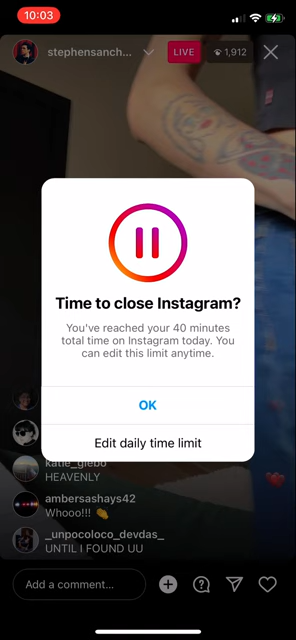 10:03
stephensanch...
LIVE
1,912
Time to close Instagram?
You've reached your 40 minutes
total time on Instagram today. You
can edit this limit anytime.
OK
Edit daily time limit
katie_glebo
HEAVENLY
ambersashays42
Whooo!!! 👏
_unpocoloco_devdas_
UNTIL I FOUND UU
Add a comment...